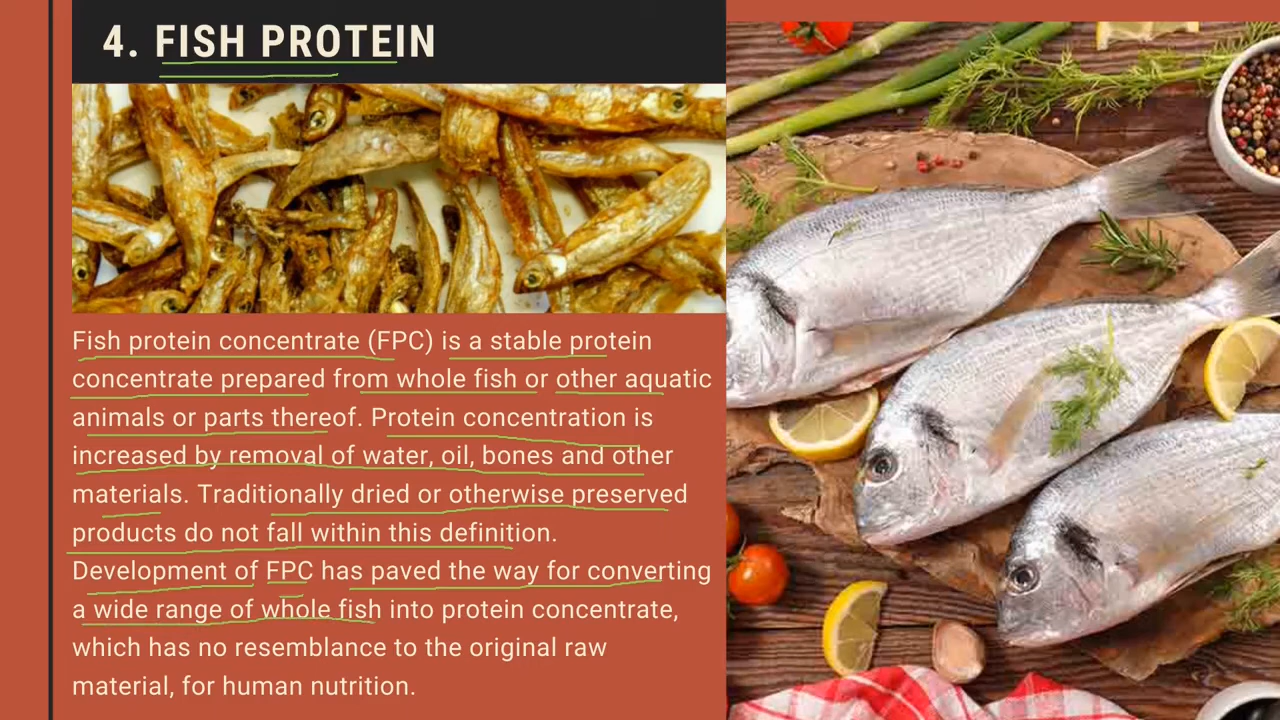 4. FISH PROTEIN
Fish protein concentrate (FPC) is a stable protein
concentrate prepared from whole fish or other aquatic
animals or parts thereof. Protein concentration is
increased by removal of water, oil, bones and other
materials. Traditionally dried or otherwise preserved
products do not fall within this definition.
Development of FPC has paved the way for converting
a wide range of whole fish into protein concentrate,
which has no resemblance to the original raw
material, for human nutrition.